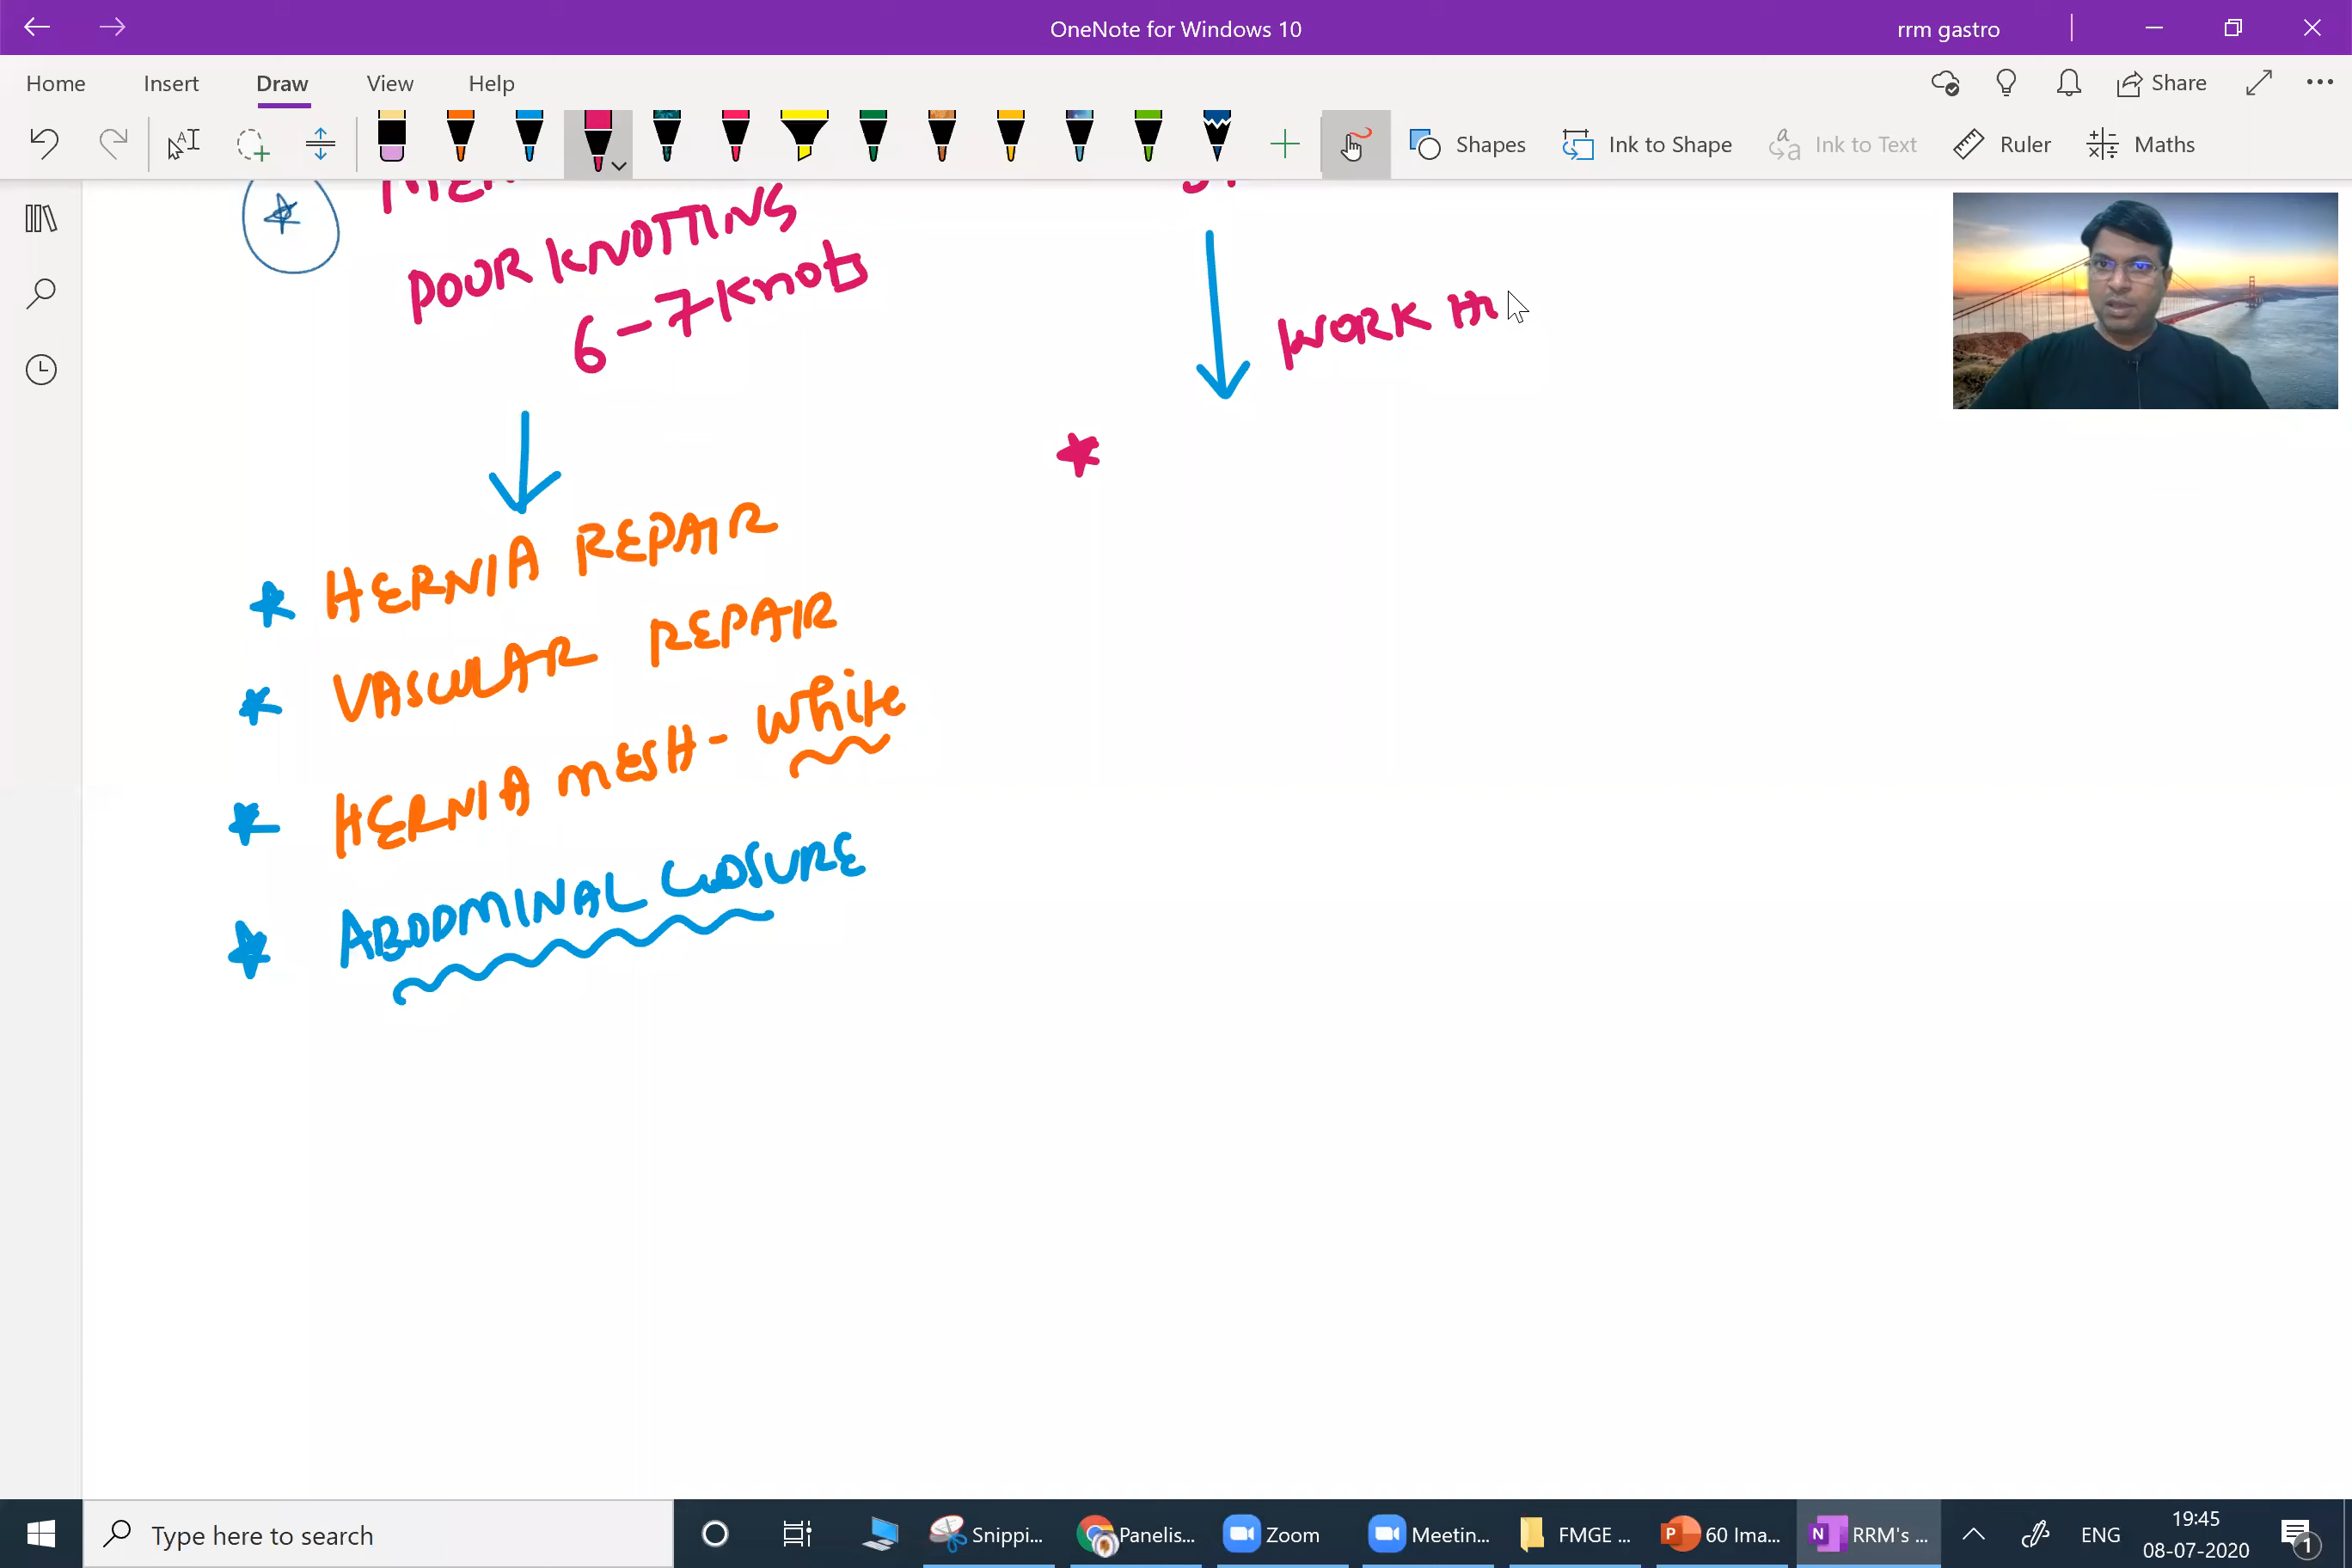 OneNote for Windows 10
rrm gastro
Home Insert Draw View Help
Share
Shapes Ink to Shape Ink to Text Ruler Maths
POUR KNOTTING
6-7 Knots
WORK
* HERNIA REPAIR
* VASCULAR REPAIR
* HERNIA MESH - White
* ABDOMINAL CLOSURE
Type here to search
Snippi... Panelis... Zoom Meetin... FMGE ... 60 Ima... RRM's ...
ENG
19:45
08-07-2020
1